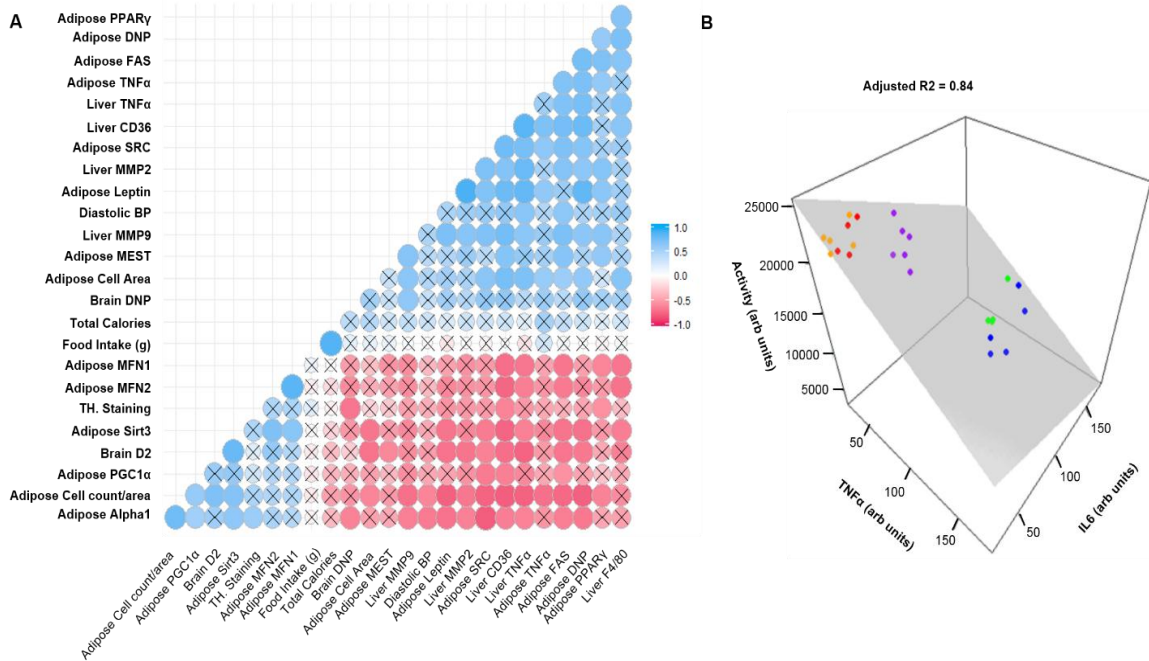 A
Adipose PPARγ
Adipose DNP
Adipose FAS
Adipose TNFα
Liver TNFα
Liver CD36
Adipose SRC
Liver MMP2
Adipose Leptin
Diastolic BP
Liver MMP9
Adipose MEST
Adipose Cell Area
Brain DNP
Total Calories
Food Intake (g)
Adipose MFN1
Adipose MFN2
TH. Staining
Adipose Sirt3
Brain D2
Adipose PGC1α
Adipose Cell count/area
Adipose Alpha1
Adipose Cell count/area
Adipose PGC1α
Brain D2
Adipose Sirt3
TH. Staining
Adipose MFN2
Adipose MFN1
Food Intake (g)
Total Calories
Brain DNP
Adipose Cell Area
Adipose MEST
Liver MMP9
Diastolic BP
Adipose Leptin
Liver MMP2
Adipose SRC
Liver CD36
Liver TNFα
Adipose TNFα
Adipose FAS
Adipose DNP
Adipose PPARγ
Liver F4/80
1.0
0.5
0.0
-0.5
-1.0
B
Adjusted R2 = 0.84
Activity (arb units)
25000
20000
15000
10000
5000
TNFα (arb units)
50
100
150
IL6 (arb units)
50
100
150